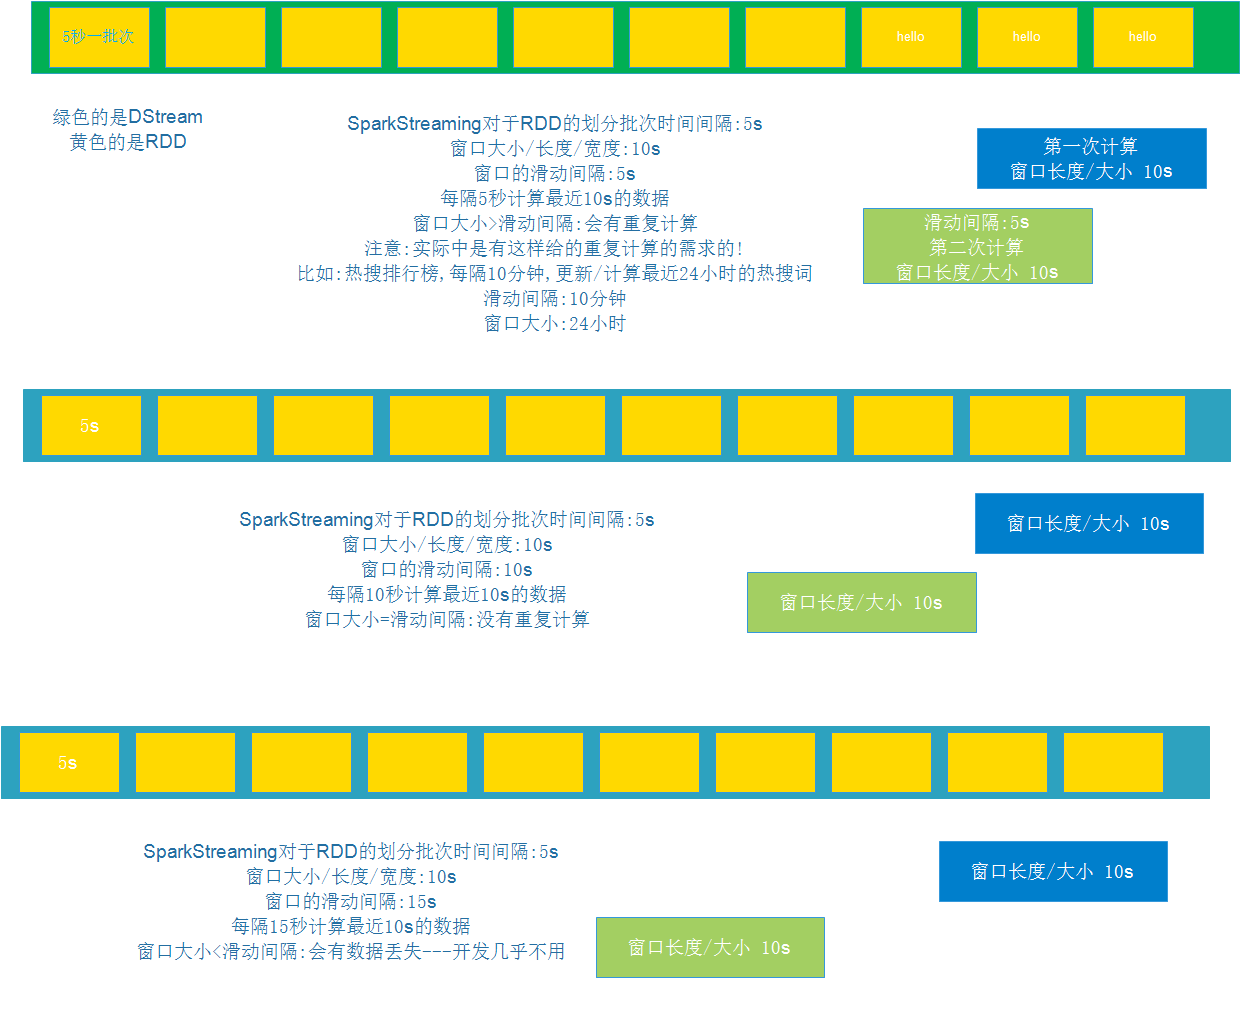 5秒一批次
hello
hello
hello
绿色的是DStream
黄色的是RDD
SparkStreaming对于RDD的划分批次时间间隔:5s
窗口大小/长度/宽度:10s
窗口的滑动间隔:5s
每隔5秒计算最近10s的数据
窗口大小>滑动间隔:会有重复计算
注意:实际中是有这样给的重复计算的需求的!
比如:热搜排行榜,每隔10分钟,更新/计算最近24小时的热搜词
滑动间隔:10分钟
窗口大小:24小时
第一次计算
窗口长度/大小 10s
滑动间隔:5s
第二次计算
窗口长度/大小 10s
5s
SparkStreaming对于RDD的划分批次时间间隔:5s
窗口大小/长度/宽度:10s
窗口的滑动间隔:10s
每隔10秒计算最近10s的数据
窗口大小=滑动间隔:没有重复计算
窗口长度/大小 10s
窗口长度/大小 10s
5s
SparkStreaming对于RDD的划分批次时间间隔:5s
窗口大小/长度/宽度:10s
窗口的滑动间隔:15s
每隔15秒计算最近10s的数据
窗口大小<滑动间隔:会有数据丢失---开发几乎不用
窗口长度/大小 10s
窗口长度/大小 10s